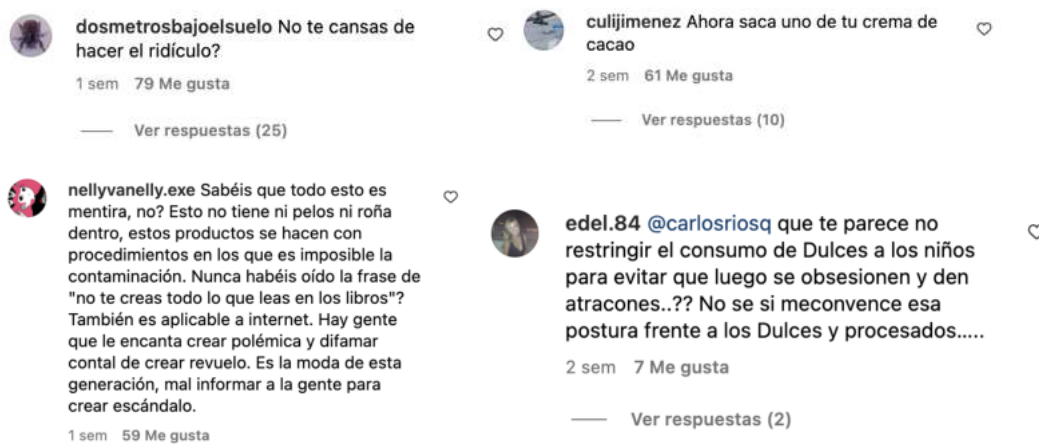 dosmetrosbajoelsuelo No te cansas de
hacer el ridículo?
1 sem 79 Me gusta
Ver respuestas (25)
culijimenez Ahora saca uno de tu crema de
cacao
2 sem 61 Me gusta
Ver respuestas (10)
nellyvanelly.exe Sabéis que todo esto es
mentira, no? Esto no tiene ni pelos ni roña
dentro, estos productos se hacen con
procedimientos en los que es imposible la
contaminación. Nunca habéis oído la frase de
"no te creas todo lo que leas en los libros"?
También es aplicable a internet. Hay gente
que le encanta crear polémica y difamar
contal de crear revuelo. Es la moda de esta
generación, mal informar a la gente para
crear escándalo.
1 sem 59 Me gusta
edel.84 @carlosriosq que te parece no
restringir el consumo de Dulces a los niños
para evitar que luego se obsesionen y den
atracones..?? No se si meconvence esa
postura frente a los Dulces y procesados.....
2 sem 7 Me gusta
Ver respuestas (2)